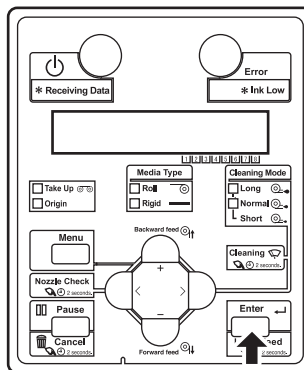 Error
* Receiving Data
* Ink Low
1 2 3 4 5 6 7 8
Media Type
Cleaning Mode
Take Up
Roll
Long
Origin
Rigid
Normal
Short
Menu
Backward feed
Cleaning
2 seconds.
Nozzle Check
2 seconds.
+
< >
−
Pause
Enter
Cancel
2 seconds.
Forward feed
2 seconds.